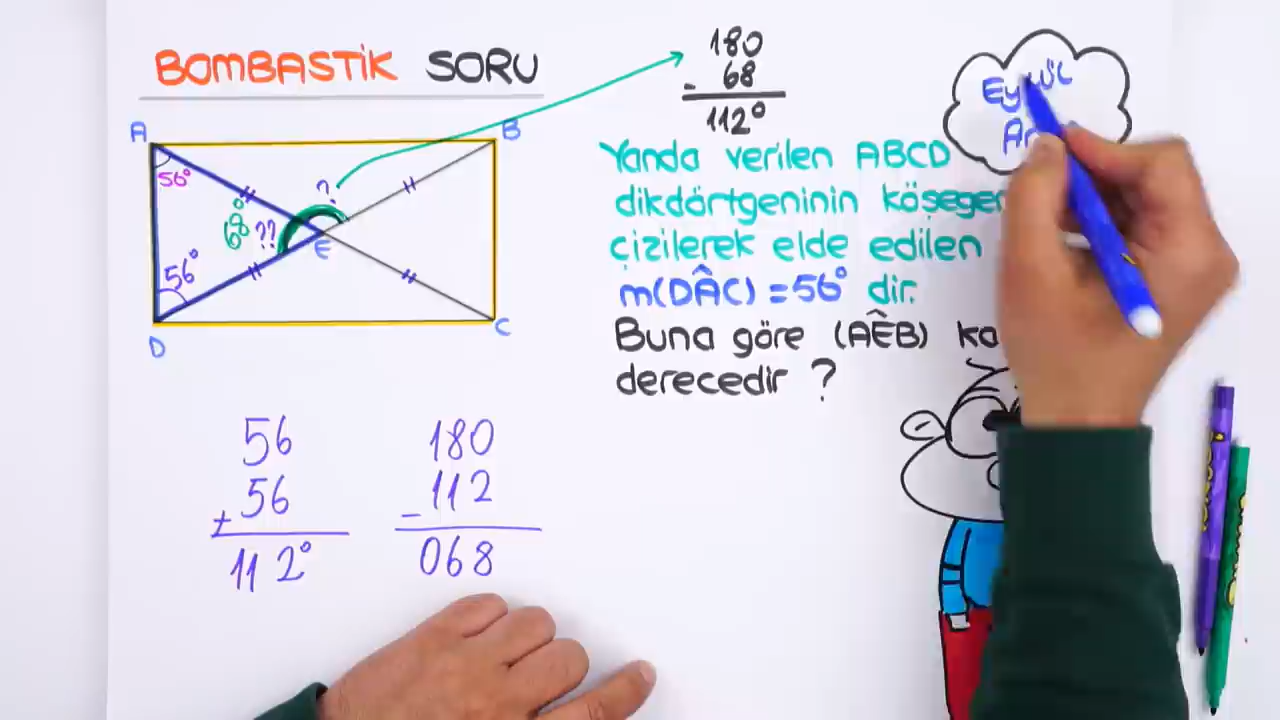 BOMBASTİK SORU
180
- 68
112°
A
B
56°
68°
??
?
E
56°
D
C
Yanda verilen ABCD
dikdörtgeninin
çizilerek elde edilen
m(DÂC) = 56° dir.
Buna göre (AÊB)
derecedir ?
56
+ 56
112°
180
- 112
068